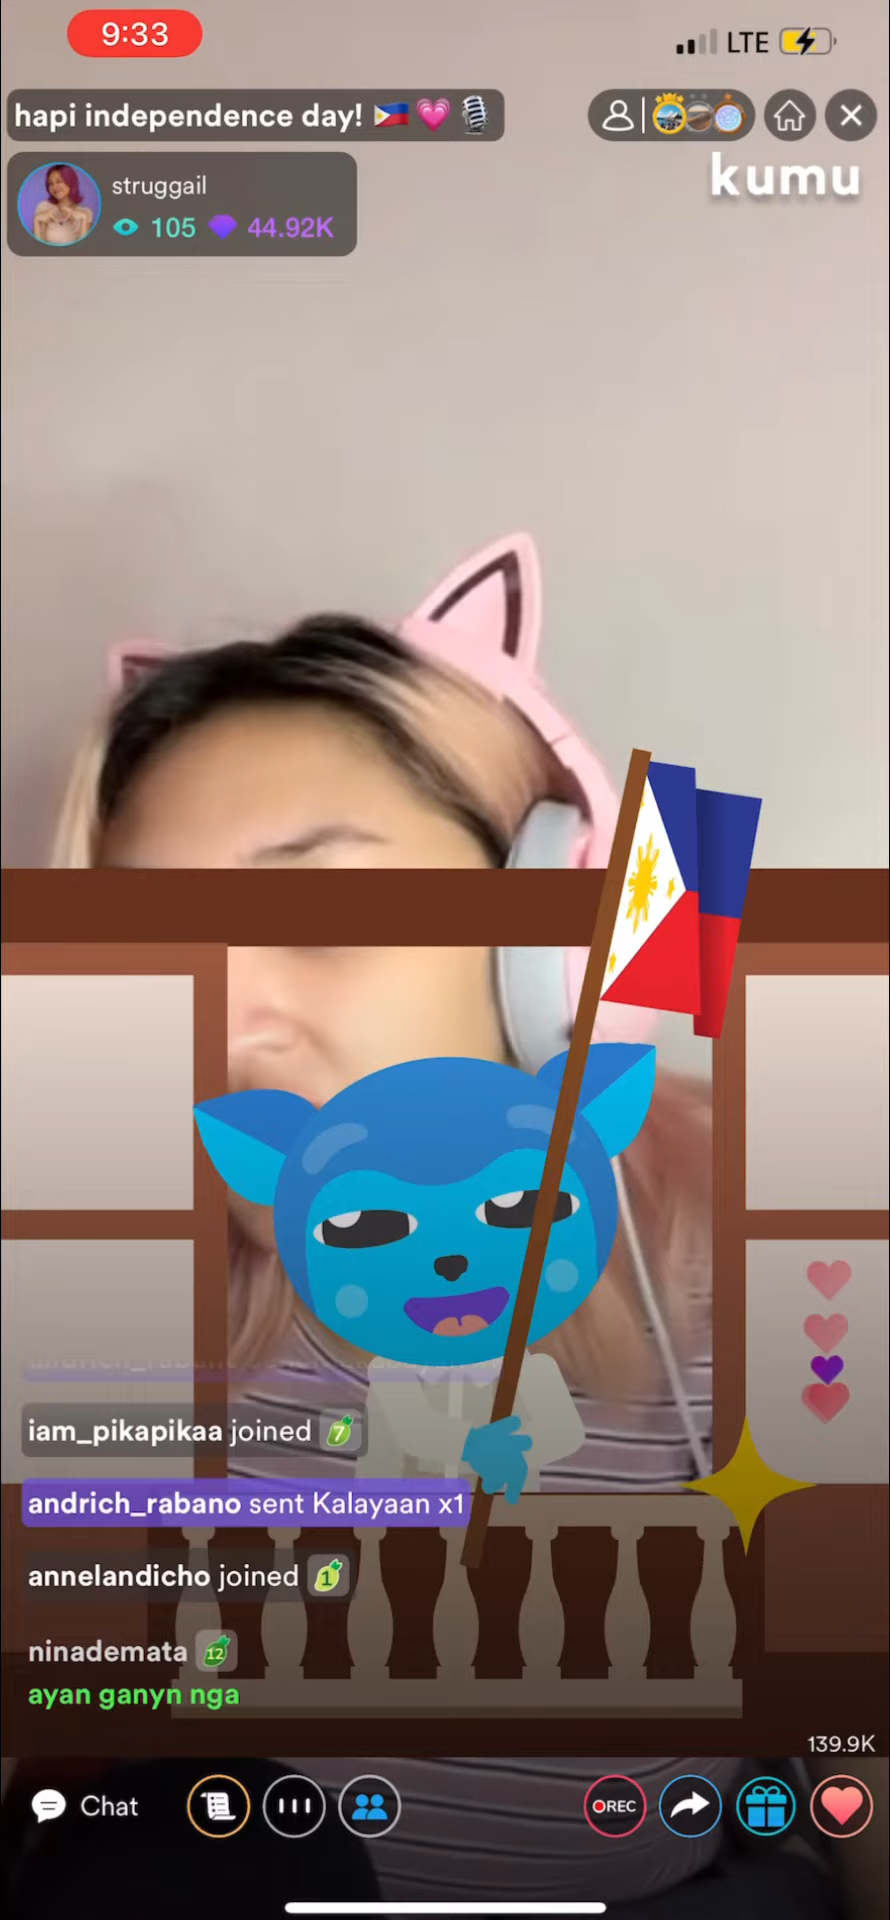 9:33
LTE
hapi independence day! 🇵🇭💗🎙️
kumu
struggail
105 44.92K
iam_pikapikaa joined 7
andrich_rabano sent Kalayaan x1
annelandicho joined 1
ninademata 12
ayan ganyn nga
139.9K
Chat
REC